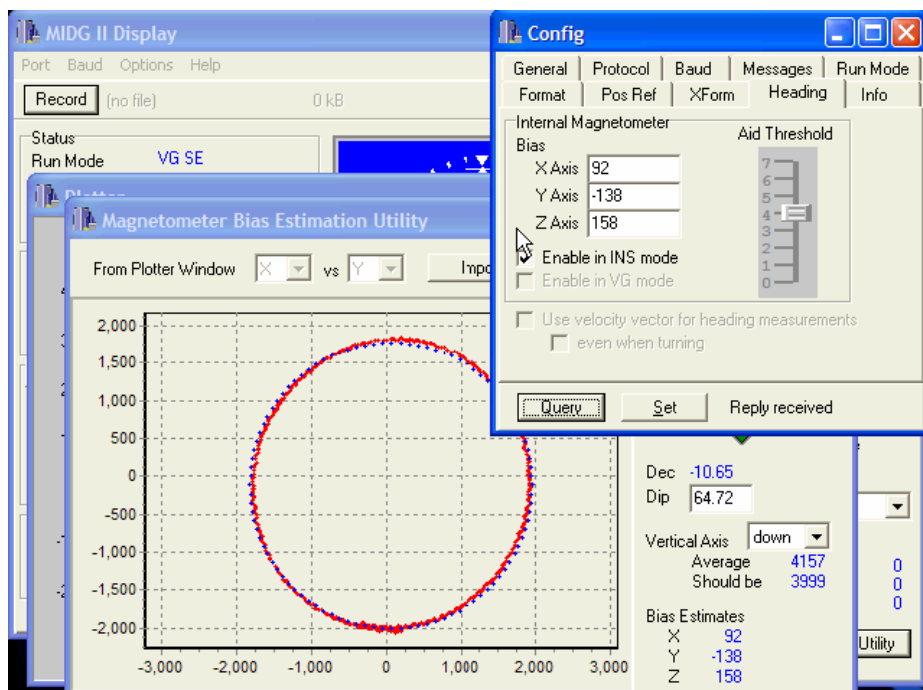 MIDG II Display
Port Baud Options Help
Record (no file) 0 kB
Status
Run Mode VG SE
Magnetometer Bias Estimation Utility
From Plotter Window X vs Y
2,000
1,500
1,000
500
0
-500
-1,000
-1,500
-2,000
-3,000 -2,000 -1,000 0 1,000 2,000 3,000
Config
General Protocol Baud Messages Run Mode
Format Pos Ref XForm Heading Info
Internal Magnetometer
Bias
X Axis 92
Y Axis -138
Z Axis 158
Enable in INS mode
Enable in VG mode
Aid Threshold
7
6
5
4
3
2
1
0
Use velocity vector for heading measurements
even when turning
Query Set Reply received
Dec -10.65
Dip 64.72
Vertical Axis down
Average 4157
Should be 3999
Bias Estimates
X 92
Y -138
Z 158
0
0
0
Utility